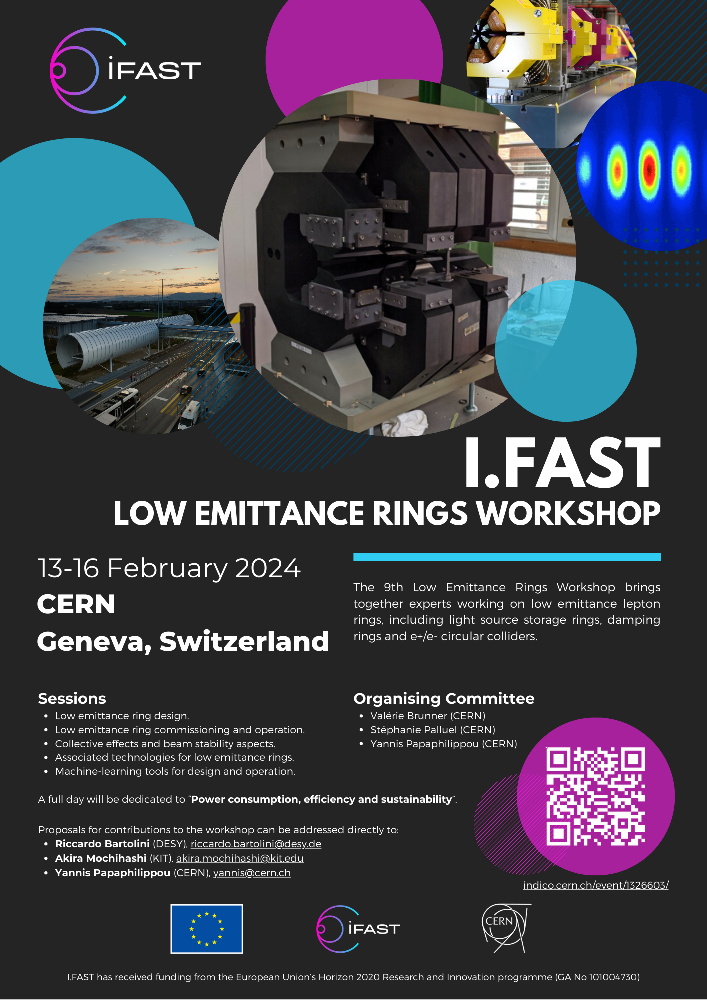 iFAST
I.FAST
LOW EMITTANCE RINGS WORKSHOP
13-16 February 2024
CERN
Geneva, Switzerland
The 9th Low Emittance Rings Workshop brings
together experts working on low emittance lepton
rings, including light source storage rings, damping
rings and e+/e- circular colliders.
Sessions
• Low emittance ring design.
• Low emittance ring commissioning and operation.
• Collective effects and beam stability aspects.
• Associated technologies for low emittance rings.
• Machine-learning tools for design and operation,
Organising Committee
• Valérie Brunner (CERN)
• Stéphanie Palluel (CERN)
• Yannis Papaphilippou (CERN)
A full day will be dedicated to “Power consumption, efficiency and sustainability”.
Proposals for contributions to the workshop can be addressed directly to:
• Riccardo Bartolini (DESY), riccardo.bartolini@desy.de
• Akira Mochihashi (KIT), akira.mochihashi@kit.edu
• Yannis Papaphilippou (CERN), yannis@cern.ch
indico.cern.ch/event/1326603/
iFAST
CERN
I.FAST has received funding from the European Union’s Horizon 2020 Research and Innovation programme (GA No 101004730)